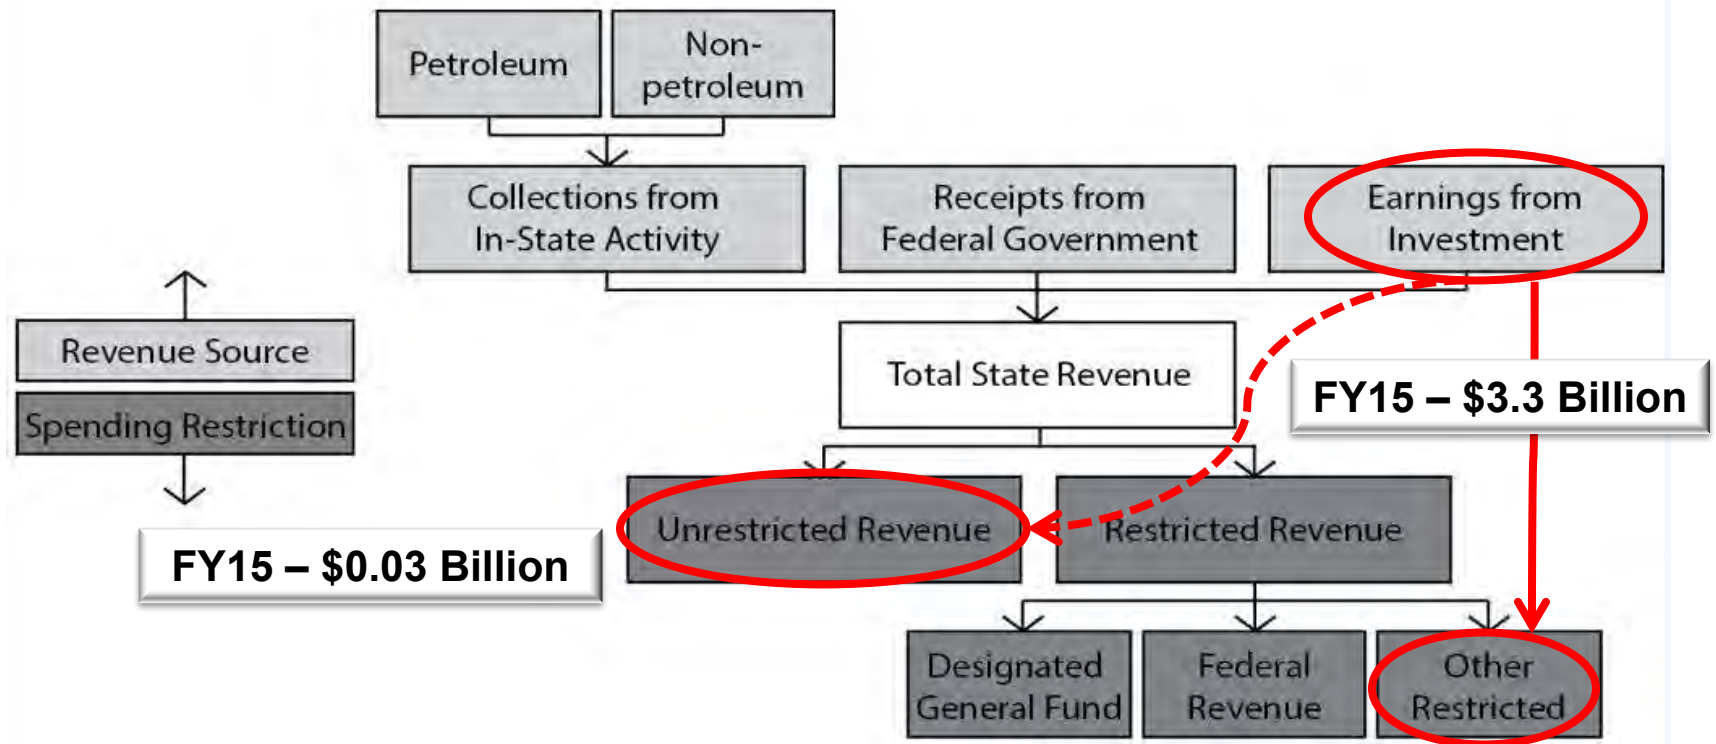 Petroleum
Non-
petroleum
Collections from
In-State Activity
Receipts from
Federal Government
Earnings from
Investment
Revenue Source
Spending Restriction
Total State Revenue
FY15 – $3.3 Billion
Unrestricted Revenue
Restricted Revenue
FY15 – $0.03 Billion
Designated
General Fund
Federal
Revenue
Other
Restricted